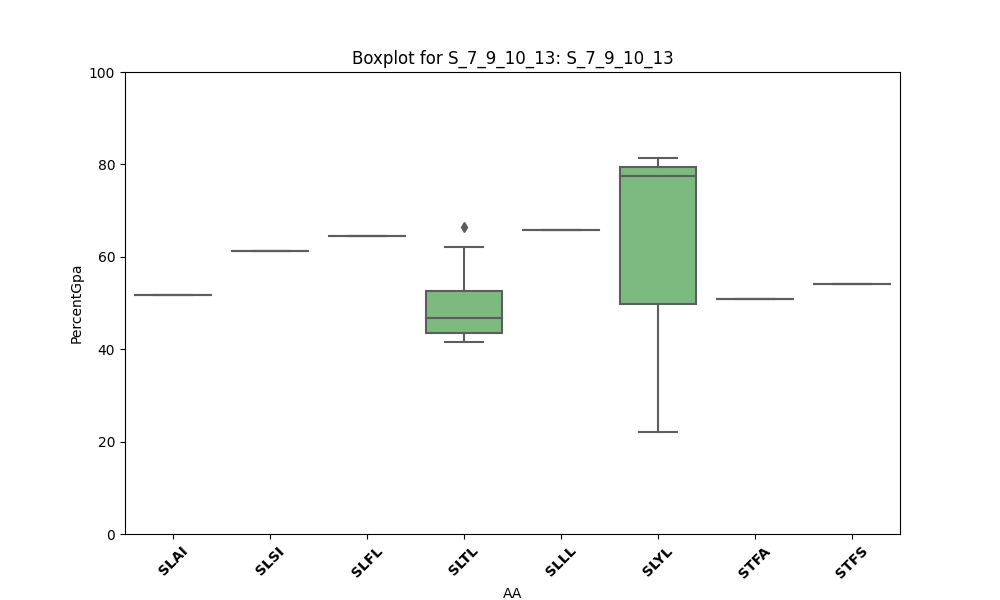 Boxplot for S_7_9_10_13: S_7_9_10_13
100
80
60
40
20
0
PercentGpa
SLAI
SLSI
SLFL
SLTL
SLLL
SLYL
STFA
STFS
AA